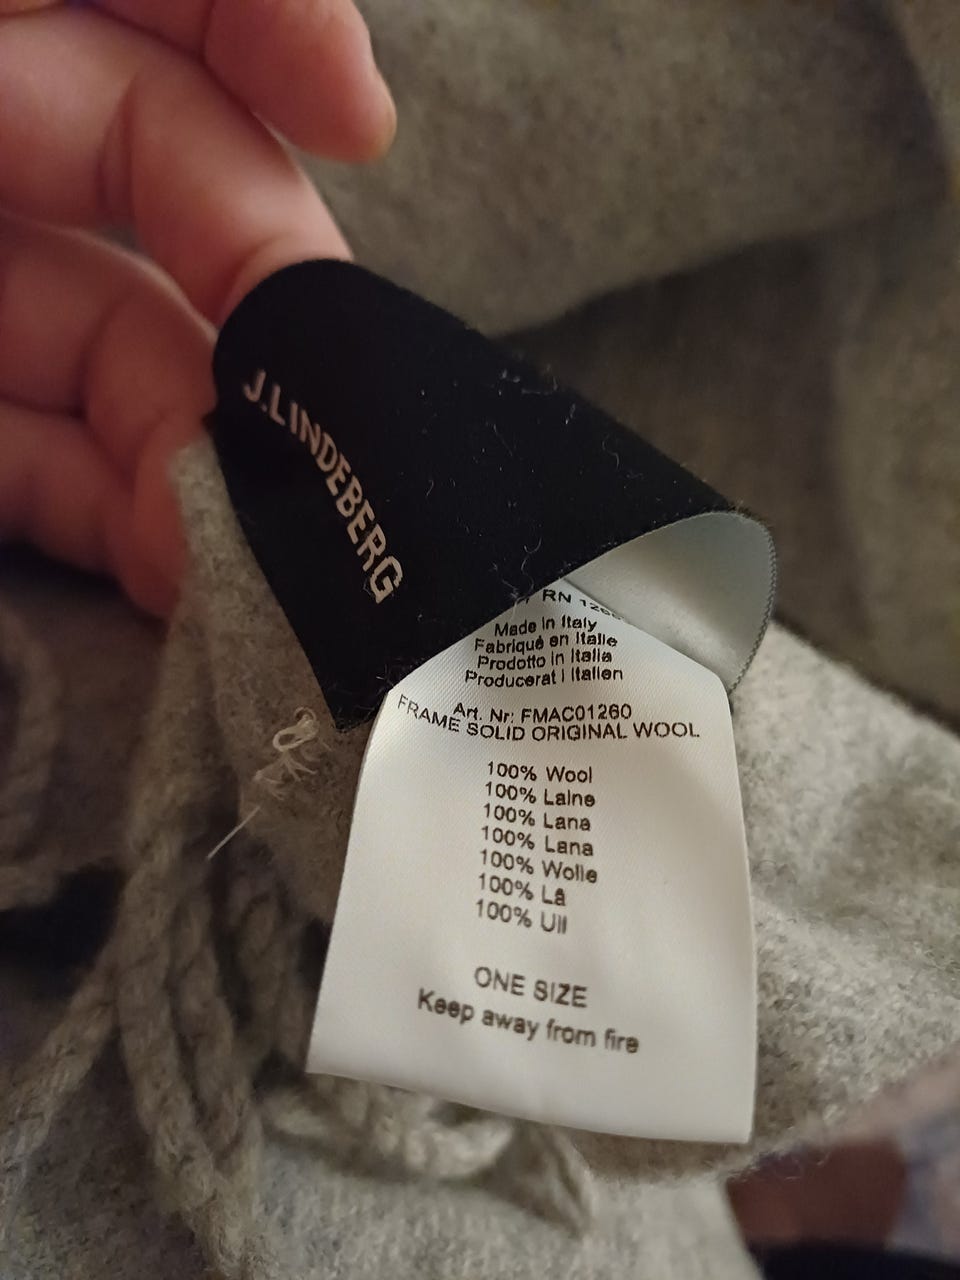 J.LINDEBERG
RN
Made in Italy
Fabriqué en Italie
Prodotto in Italia
Producerat i Italien
Art. Nr: FMAC01260
FRAME SOLID ORIGINAL WOOL
100% Wool
100% Laine
100% Lana
100% Lana
100% Wolle
100% Lã
100% Ull
ONE SIZE
Keep away from fire